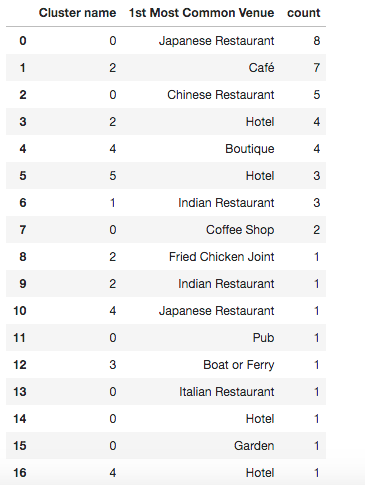 Cluster name 1st Most Common Venue count
0 0 Japanese Restaurant 8
1 2 Café 7
2 0 Chinese Restaurant 5
3 2 Hotel 4
4 4 Boutique 4
5 5 Hotel 3
6 1 Indian Restaurant 3
7 0 Coffee Shop 2
8 2 Fried Chicken Joint 1
9 2 Indian Restaurant 1
10 4 Japanese Restaurant 1
11 0 Pub 1
12 3 Boat or Ferry 1
13 0 Italian Restaurant 1
14 0 Hotel 1
15 0 Garden 1
16 4 Hotel 1